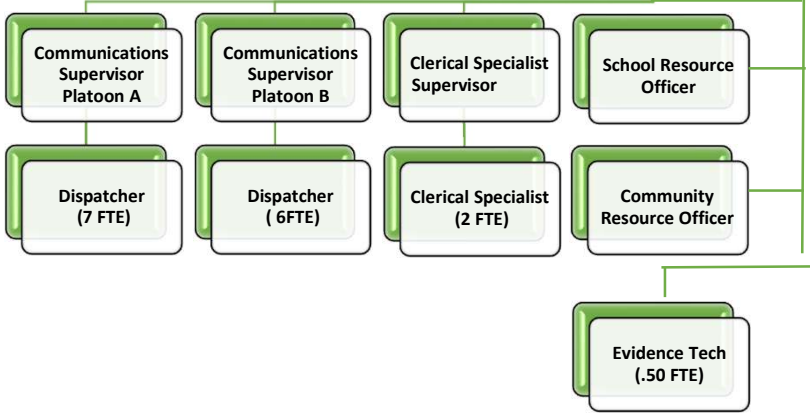 Communications
Supervisor
Platoon A
Communications
Supervisor
Platoon B
Clerical Specialist
Supervisor
School Resource
Officer
Dispatcher
(7 FTE)
Dispatcher
( 6FTE)
Clerical Specialist
(2 FTE)
Community
Resource Officer
Evidence Tech
(.50 FTE)